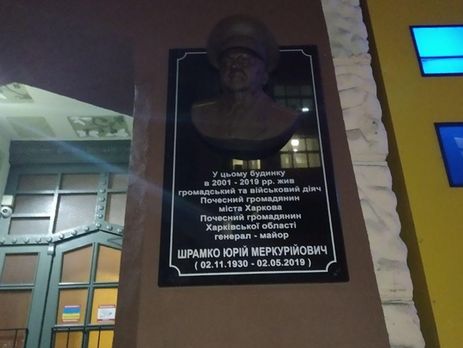 У цьому будинку
в 2001 - 2019 рр. жив
громадський та військовий діяч
Почесний громадянин
міста Харкова
Почесний громадянин
Харківської області
генерал - майор
ШРАМКО ЮРІЙ МЕРКУРІЙОВИЧ
( 02.11.1930 - 02.05.2019 )